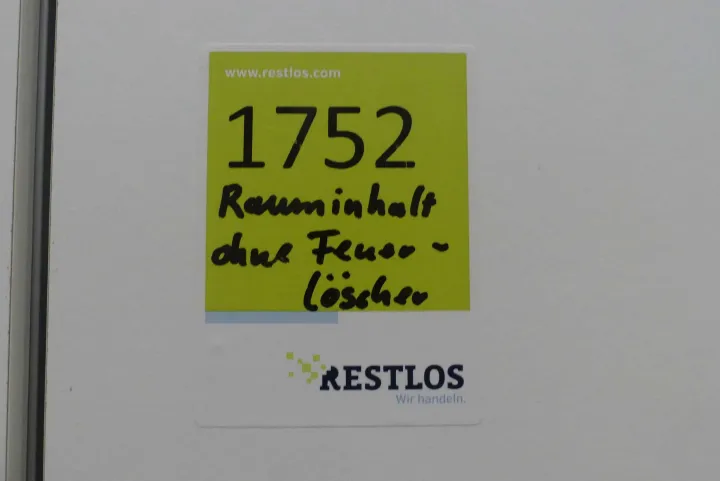 www.restlos.com
1752
Rauminhalt
ohne Feuer-
löscher
RESTLOS
Wir handeln.